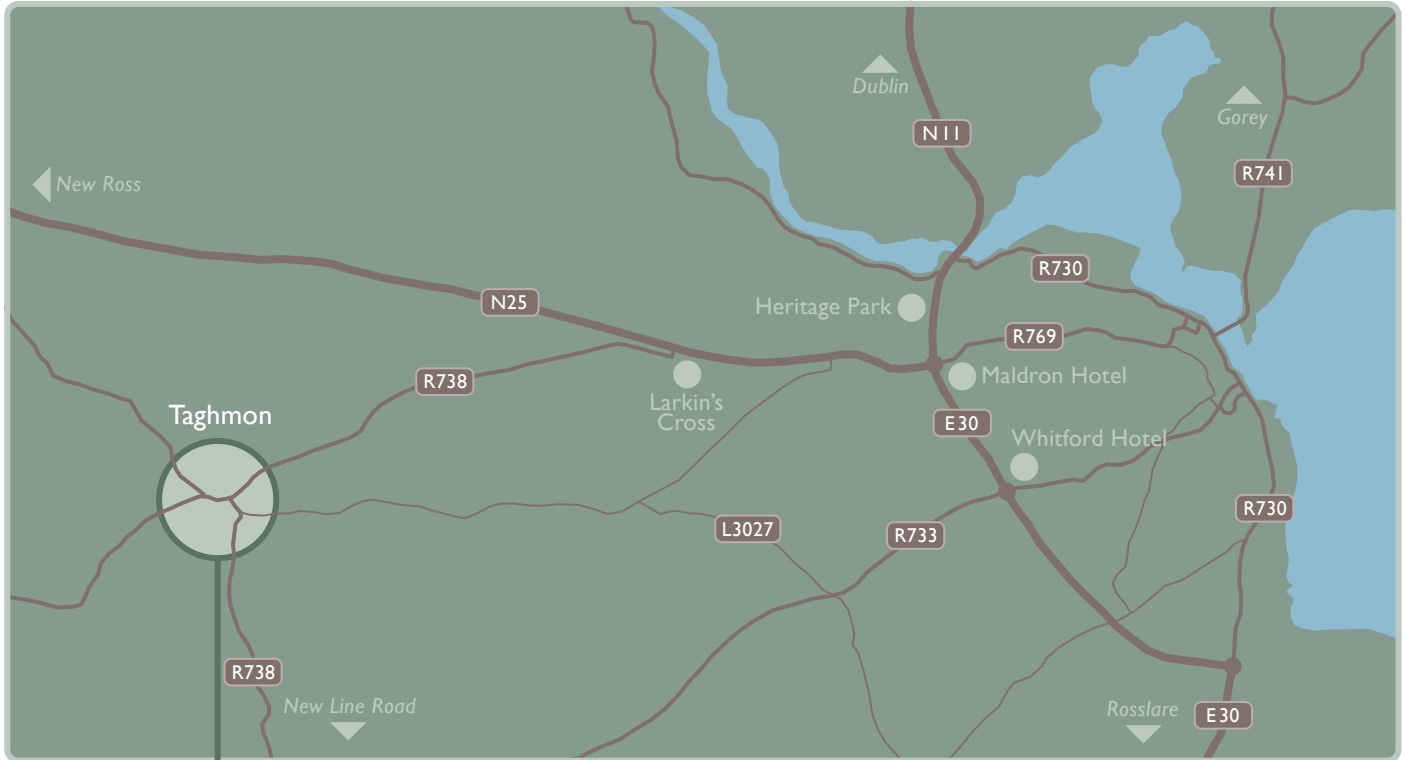 Dublin
Gorey
N11
R741
New Ross
R730
N25
Heritage Park
R769
R738
Maldron Hotel
Larkin's
Cross
Taghmon
E30
Whitford Hotel
R730
L3027
R733
R738
New Line Road
Rosslare
E30